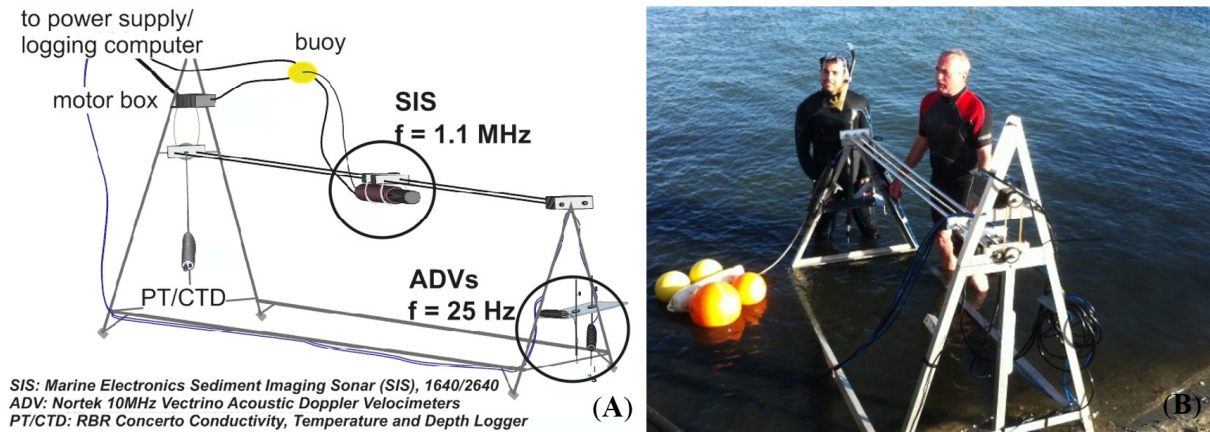 to power supply/
logging computer
buoy
motor box
SIS
f = 1.1 MHz
PT/CTD
ADVs
f = 25 Hz
SIS: Marine Electronics Sediment Imaging Sonar (SIS), 1640/2640
ADV: Nortek 10MHz Vectrino Acoustic Doppler Velocimeters
PT/CTD: RBR Concerto Conductivity, Temperature and Depth Logger
(A)
(B)